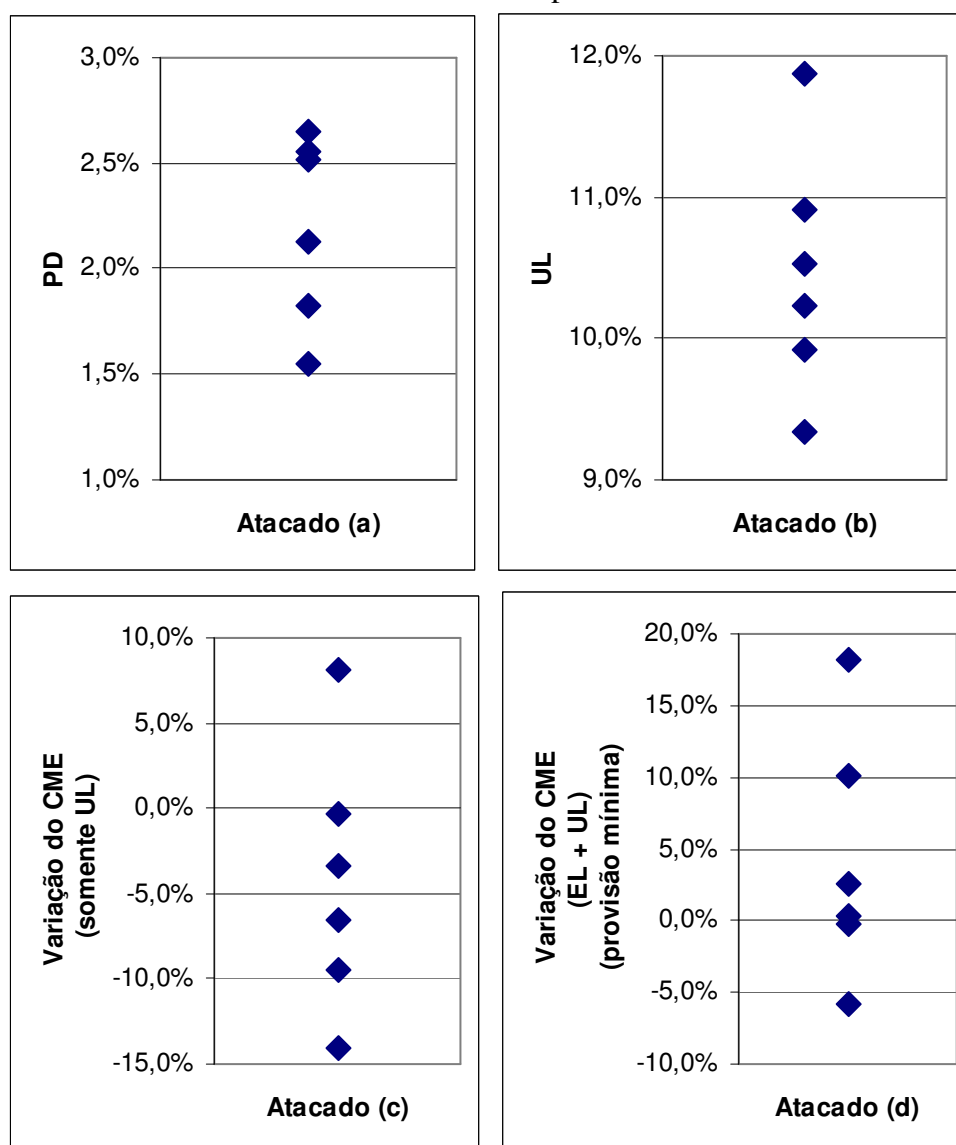 3,0%
2,5%
2,0%
1,5%
1,0%
PD
Atacado (a)
12,0%
11,0%
10,0%
9,0%
UL
Atacado (b)
10,0%
5,0%
0,0%
-5,0%
-10,0%
-15,0%
Variação do CME
(somente UL)
Atacado (c)
20,0%
15,0%
10,0%
5,0%
0,0%
-5,0%
-10,0%
Variação do CME
(EL + UL)
(provisão mínima)
Atacado (d)